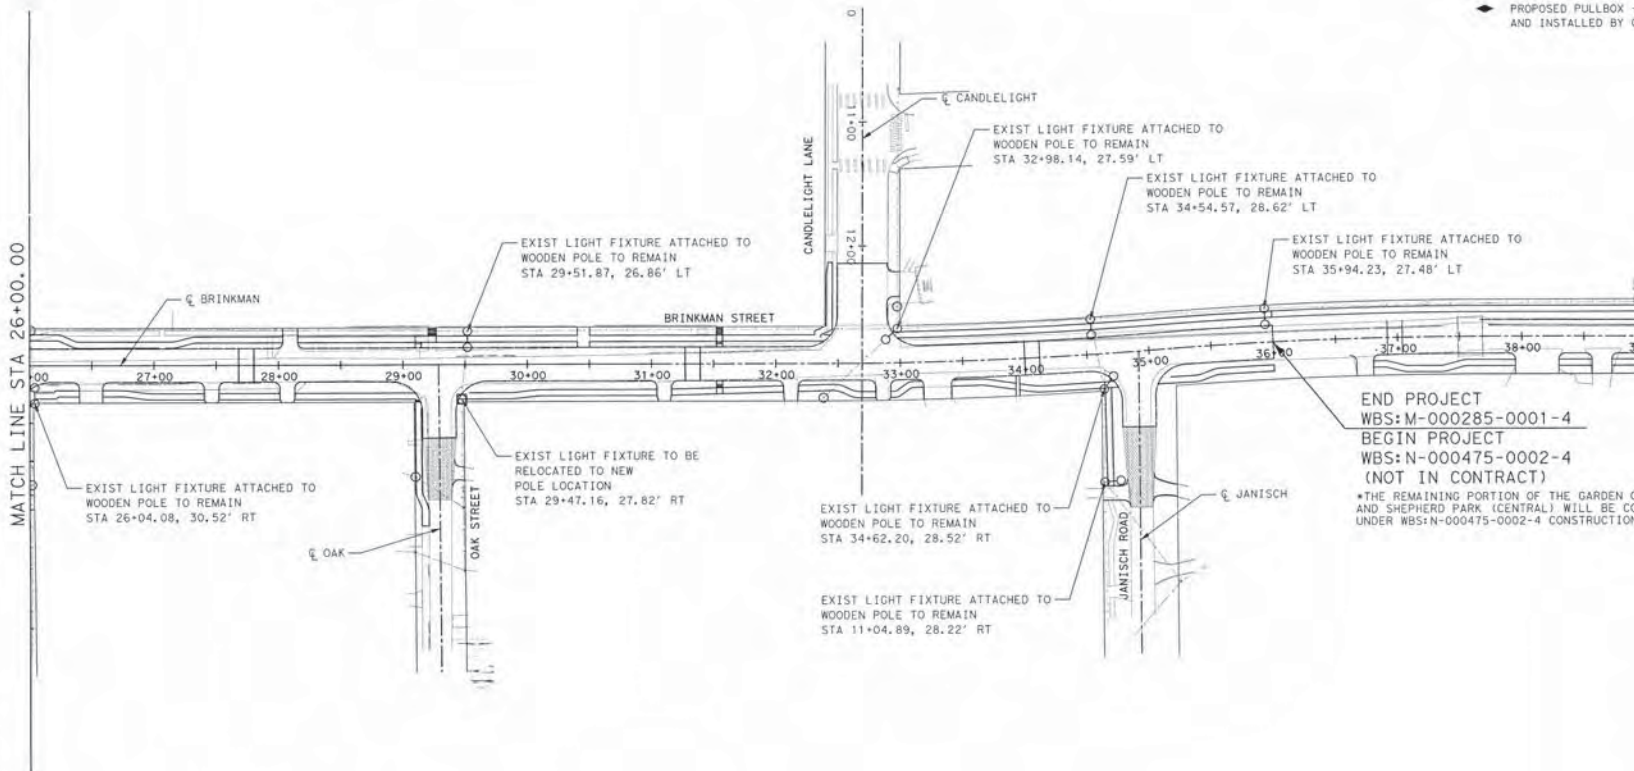 PROPOSED PULLBOX
AND INSTALLED BY
℄ CANDLELIGHT
0
11+00
12+00
CANDLELIGHT LANE
EXIST LIGHT FIXTURE ATTACHED TO
WOODEN POLE TO REMAIN
STA 32+98.14, 27.59' LT
EXIST LIGHT FIXTURE ATTACHED TO
WOODEN POLE TO REMAIN
STA 34+54.57, 28.62' LT
EXIST LIGHT FIXTURE ATTACHED TO
WOODEN POLE TO REMAIN
STA 35+94.23, 27.48' LT
EXIST LIGHT FIXTURE ATTACHED TO
WOODEN POLE TO REMAIN
STA 29+51.87, 26.86' LT
MATCH LINE STA 26+00.00
℄ BRINKMAN
BRINKMAN STREET
00
27+00
28+00
29+00
30+00
31+00
32+00
33+00
34+00
35+00
36+00
37+00
38+00
END PROJECT
WBS:M-000285-0001-4
BEGIN PROJECT
WBS:N-000475-0002-4
(NOT IN CONTRACT)
*THE REMAINING PORTION OF THE GARDEN
AND SHEPHERD PARK (CENTRAL) WILL BE
UNDER WBS:N-000475-0002-4 CONSTRUCTION
EXIST LIGHT FIXTURE ATTACHED TO
WOODEN POLE TO REMAIN
STA 26+04.08, 30.52' RT
EXIST LIGHT FIXTURE TO BE
RELOCATED TO NEW
POLE LOCATION
STA 29+47.16, 27.82' RT
℄ OAK
OAK STREET
EXIST LIGHT FIXTURE ATTACHED TO
WOODEN POLE TO REMAIN
STA 34+62.20, 28.52' RT
EXIST LIGHT FIXTURE ATTACHED TO
WOODEN POLE TO REMAIN
STA 11+04.89, 28.22' RT
JANISCH ROAD
℄ JANISCH